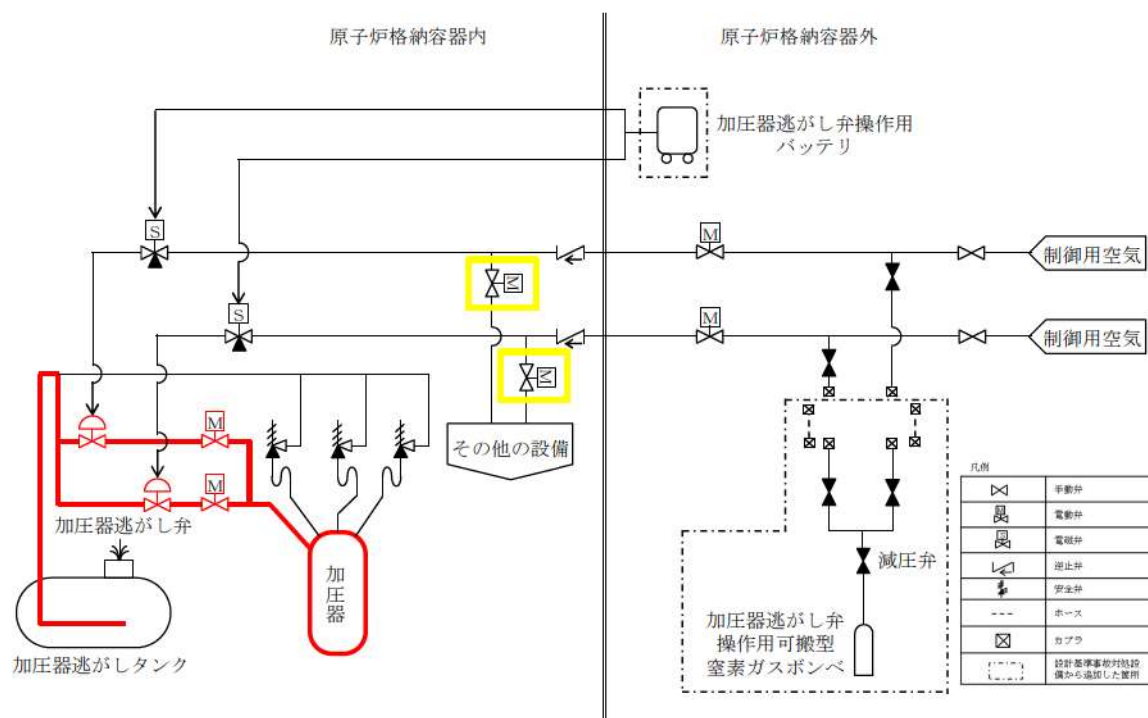 原子炉格納容器内
原子炉格納容器外
加圧器逃がし弁操作用
バッテリ
S
M
制御用空気
M
S
M
制御用空気
M
M
その他の設備
M
加圧器逃がし弁
加圧器
減圧弁
加圧器逃がし弁
操作用可搬型
窒素ガスボンベ
加圧器逃がしタンク
凡例
手動弁
電動弁
電磁弁
逆止弁
安全弁
ホース
カプラ
設計基準事故対処設
備から追加した箇所